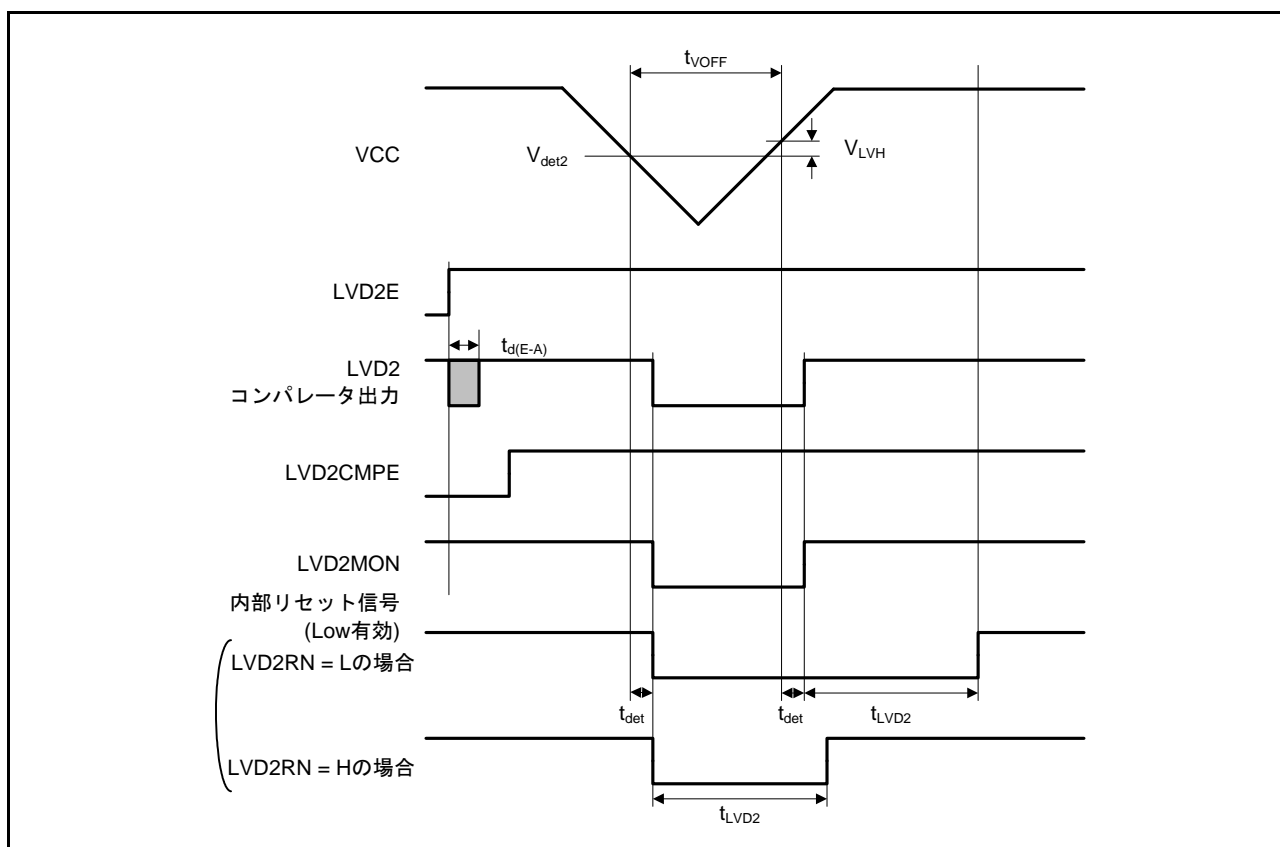 tVOFF
VCC
Vdet2
VLVH
LVD2E
td(E-A)
LVD2
コンパレータ出力
LVD2CMPE
LVD2MON
内部リセット信号
(Low有効)
LVD2RN = Lの場合
tdet
tdet
tLVD2
LVD2RN = Hの場合
tLVD2